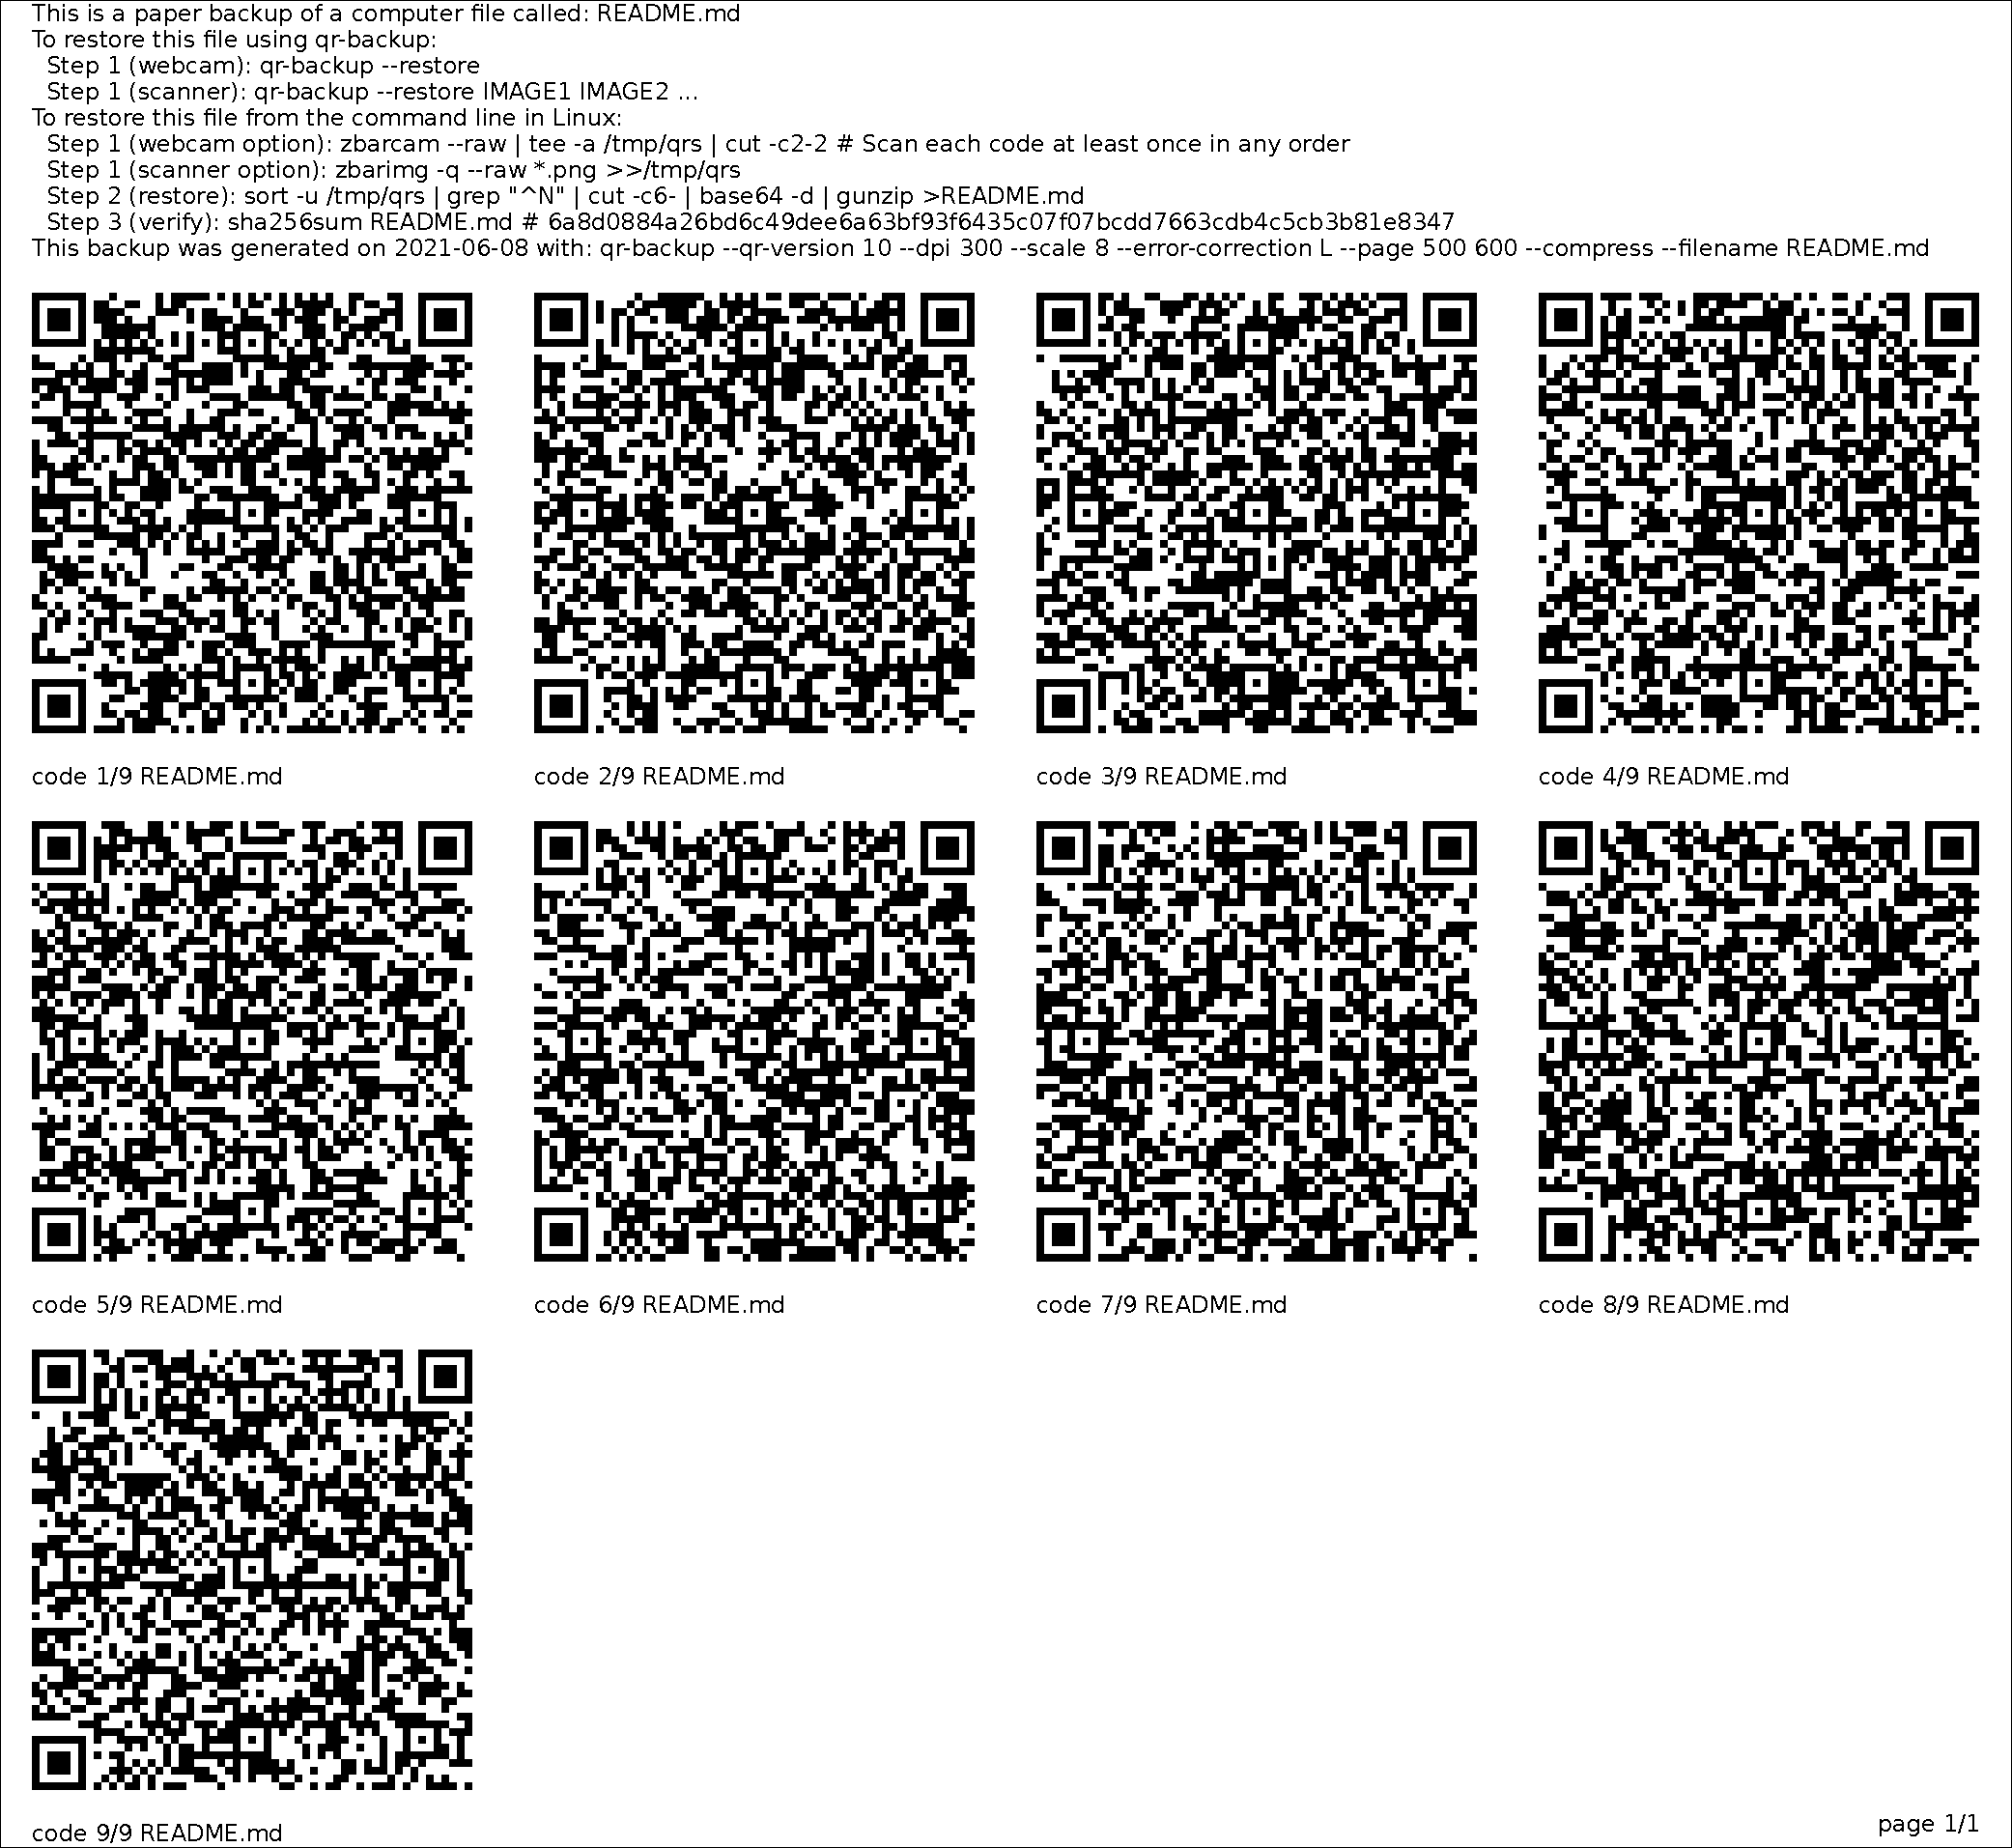 This is a paper backup of a computer file called: README.md
To restore this file using qr-backup:
Step 1 (webcam): qr-backup --restore
Step 1 (scanner): qr-backup --restore IMAGE1 IMAGE2 ...
To restore this file from the command line in Linux:
Step 1 (webcam option): zbarcam --raw | tee -a /tmp/qrs | cut -c2-2 # Scan each code at least once in any order
Step 1 (scanner option): zbarimg -q --raw *.png >>/tmp/qrs
Step 2 (restore): sort -u /tmp/qrs | grep "^N" | cut -c6- | base64 -d | gunzip >README.md
Step 3 (verify): sha256sum README.md # 6a8d0884a26bd6c49dee6a63bf93f6435c07f07bcdd7663cdb4c5cb3b81e8347
This backup was generated on 2021-06-08 with: qr-backup --qr-version 10 --dpi 300 --scale 8 --error-correction L --page 500 600 --compress --filename README.md
code 1/9 README.md
code 2/9 README.md
code 3/9 README.md
code 4/9 README.md
code 5/9 README.md
code 6/9 README.md
code 7/9 README.md
code 8/9 README.md
code 9/9 README.md
page 1/1